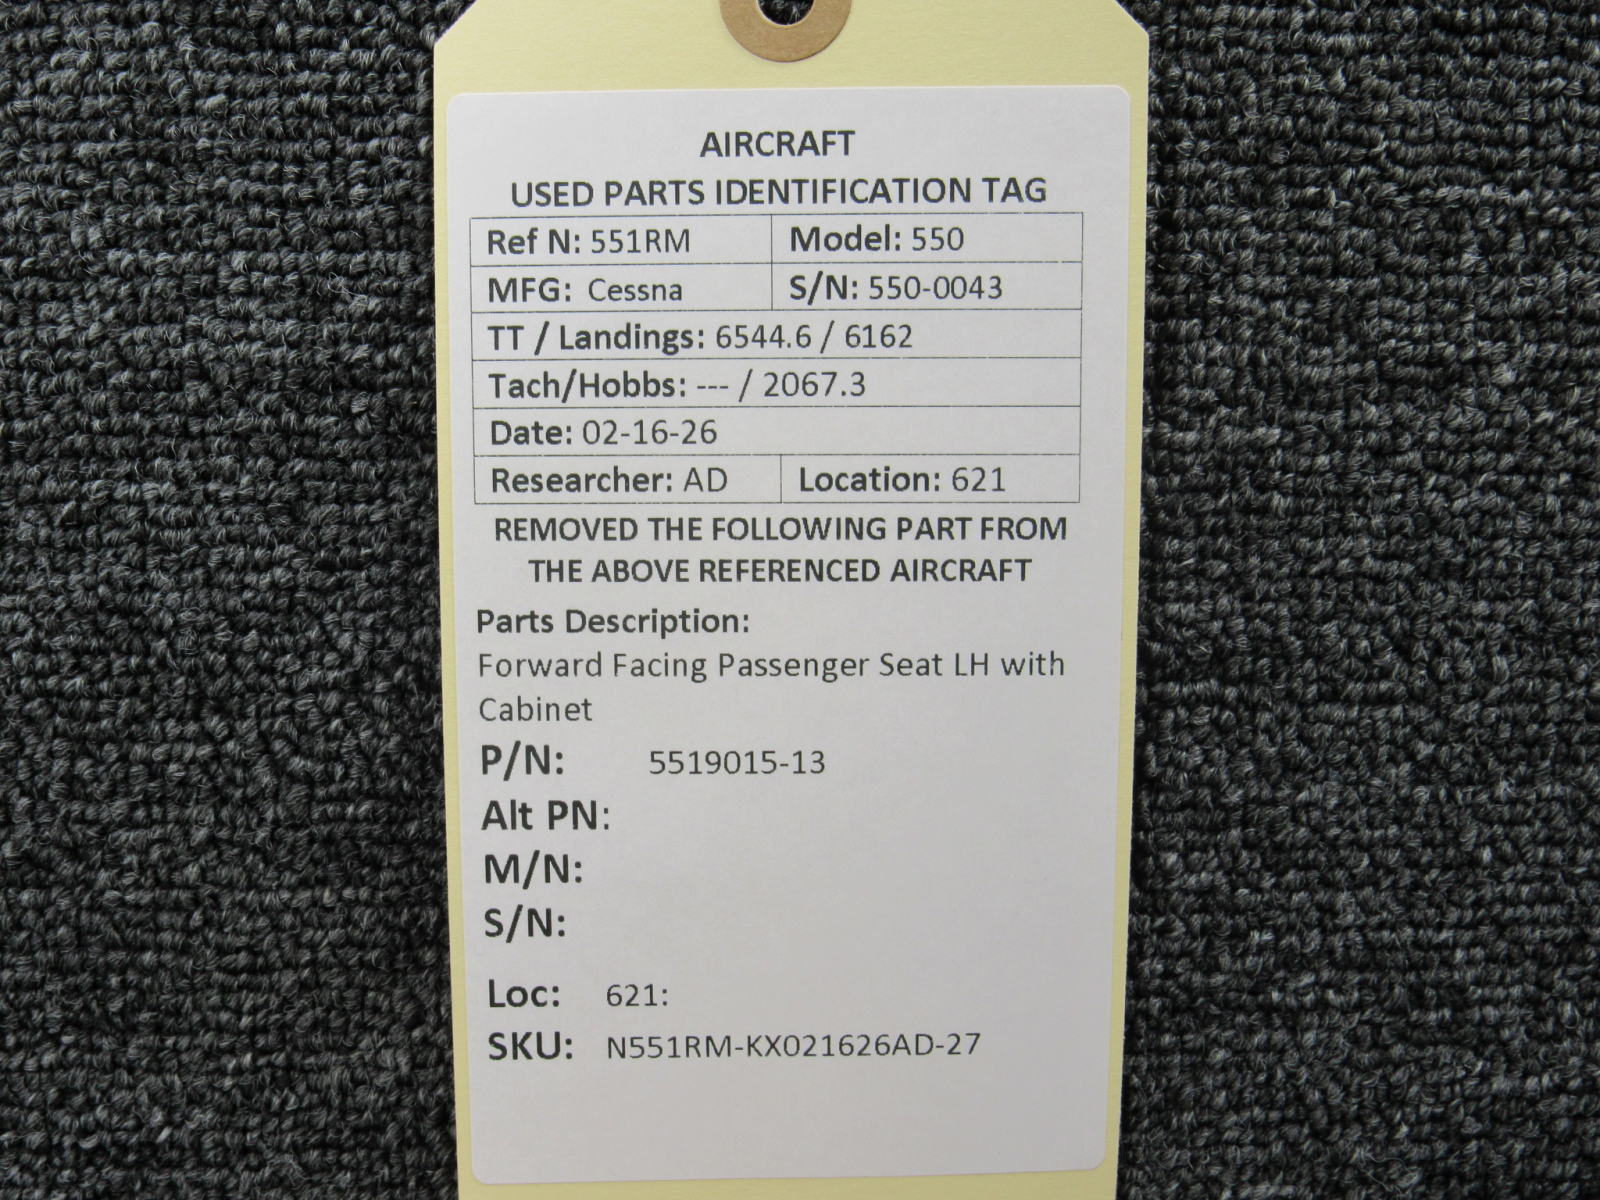 AIRCRAFT
USED PARTS IDENTIFICATION TAG
Ref N: 551RM Model: 550
MFG: Cessna S/N: 550-0043
TT / Landings: 6544.6 / 6162
Tach/Hobbs: --- / 2067.3
Date: 02-16-26
Researcher: AD Location: 621
REMOVED THE FOLLOWING PART FROM
THE ABOVE REFERENCED AIRCRAFT
Parts Description:
Forward Facing Passenger Seat LH with
Cabinet
P/N: 5519015-13
Alt PN:
M/N:
S/N:
Loc: 621:
SKU: N551RM-KX021626AD-27